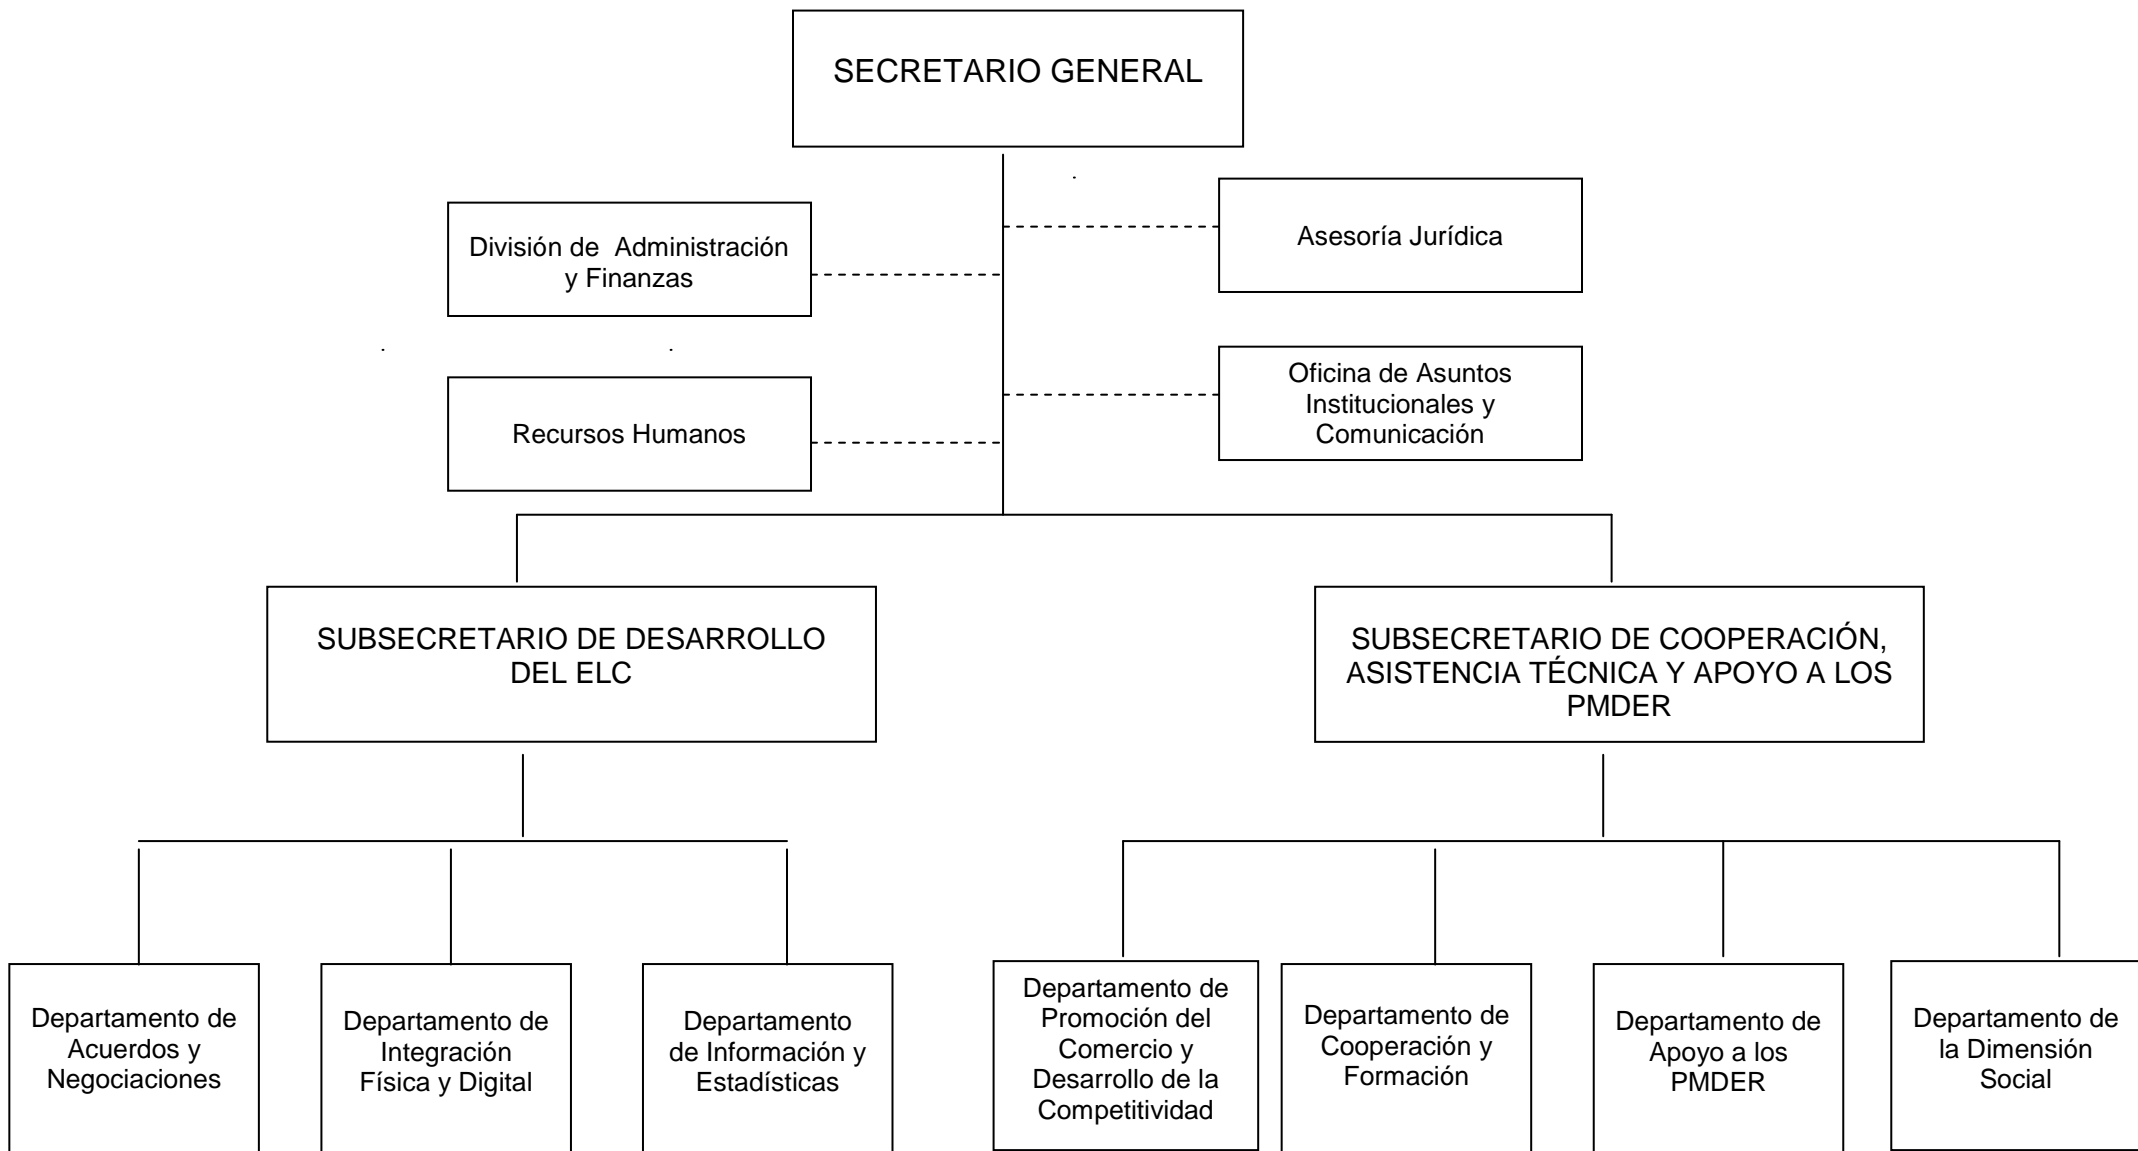 SECRETARIO GENERAL
División de  Administración
y Finanzas
Asesoría Jurídica
Recursos Humanos
Oficina de Asuntos
Institucionales y
Comunicación
SUBSECRETARIO DE DESARROLLO
DEL ELC
SUBSECRETARIO DE COOPERACIÓN,
ASISTENCIA TÉCNICA Y APOYO A LOS
PMDER
Departamento de
Acuerdos y
Negociaciones
Departamento de
Integración
Física y Digital
Departamento
de Información y
Estadísticas
Departamento de
Promoción del
Comercio y
Desarrollo de la
Competitividad
Departamento de
Cooperación y
Formación
Departamento de
Apoyo a los
PMDER
Departamento de
la Dimensión
Social